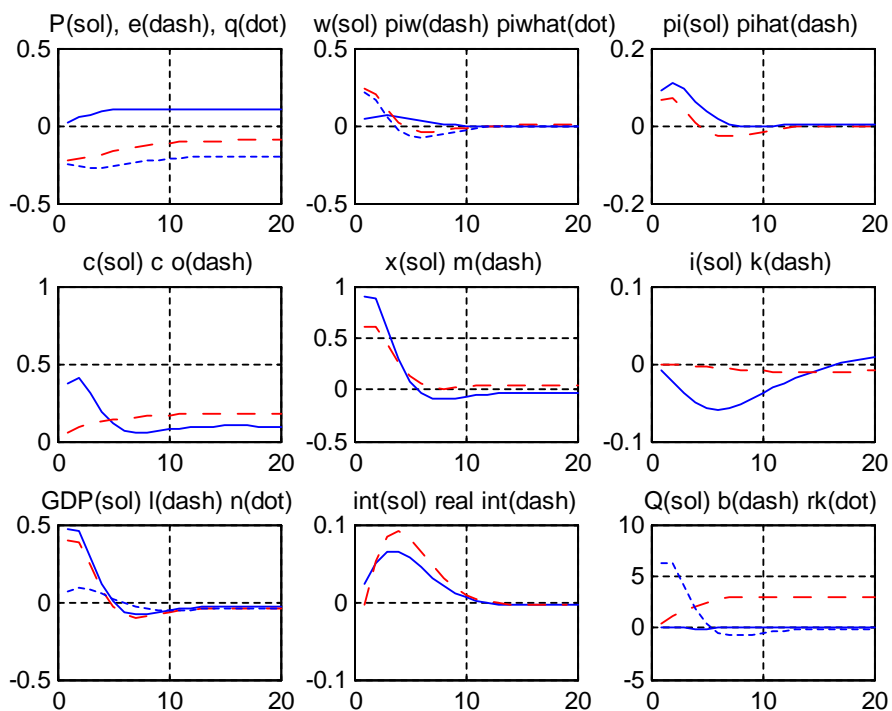 P(sol), e(dash), q(dot)
0.5
0
-0.5
0 10 20
w(sol) piw(dash) piwhat(dot)
0.5
0
-0.5
0 10 20
pi(sol) pihat(dash)
0.2
0
-0.2
0 10 20
c(sol) c o(dash)
1
0.5
0
0 10 20
x(sol) m(dash)
1
0.5
0
-0.5
0 10 20
i(sol) k(dash)
0.1
0
-0.1
0 10 20
GDP(sol) l(dash) n(dot)
0.5
0
-0.5
0 10 20
int(sol) real int(dash)
0.1
0
-0.1
0 10 20
Q(sol) b(dash) rk(dot)
10
5
0
-5
0 10 20